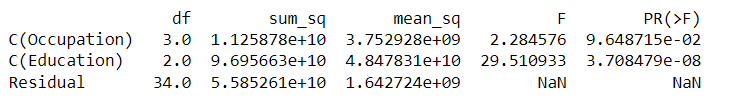 df sum_sq mean_sq F PR(>F)
C(Occupation) 3.0 1.125878e+10 3.752928e+09 2.284576 9.648715e-02
C(Education) 2.0 9.695663e+10 4.847831e+10 29.510933 3.708479e-08
Residual 34.0 5.585261e+10 1.642724e+09 NaN NaN